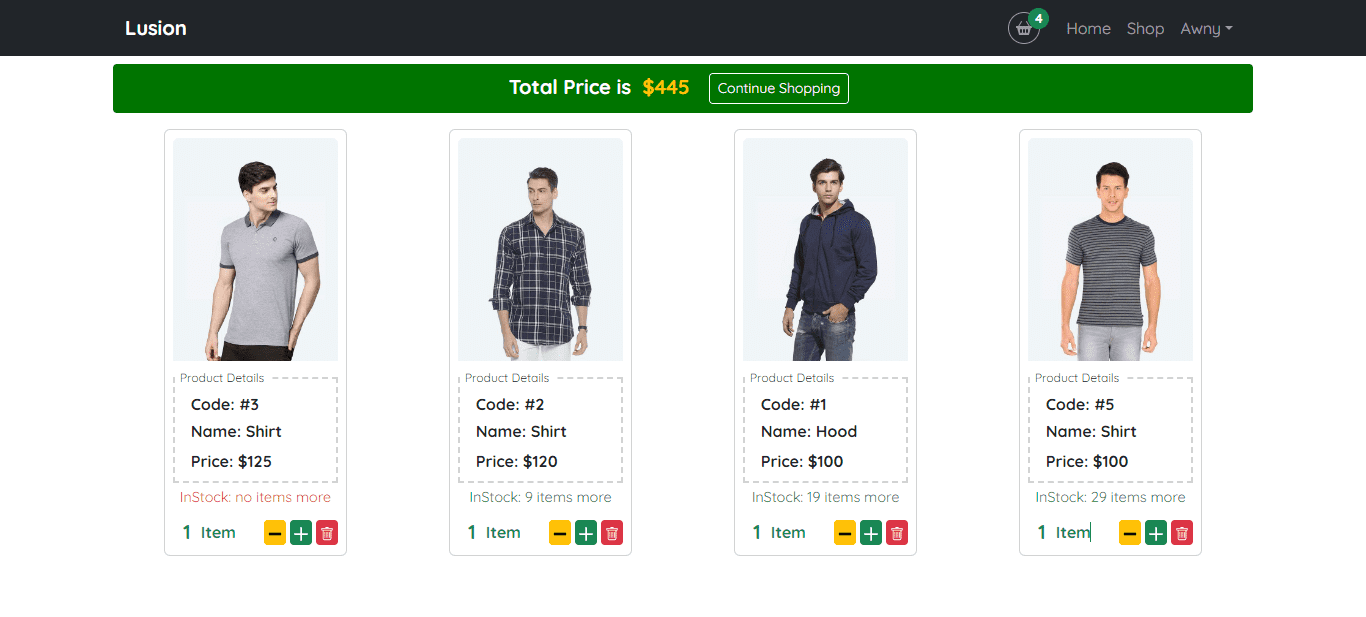 Lusion
4
Home Shop Awny
Total Price is $445 Continue Shopping
Product Details
Code: #3
Name: Shirt
Price: $125
InStock: no items more
1 Item
Product Details
Code: #2
Name: Shirt
Price: $120
InStock: 9 items more
1 Item
Product Details
Code: #1
Name: Hood
Price: $100
InStock: 19 items more
1 Item
Product Details
Code: #5
Name: Shirt
Price: $100
InStock: 29 items more
1 Item